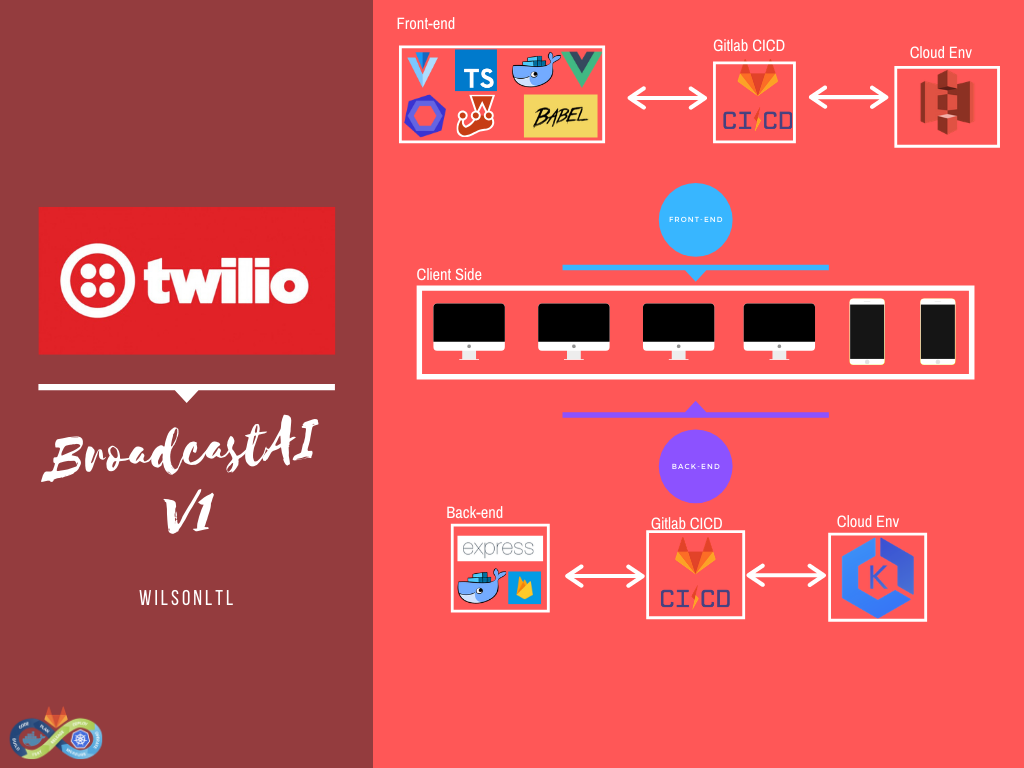 twilio
BroadcastAI
V1
WILSONLTL
Front-end
TS
BABEL
Gitlab CICD
CI CD
Cloud Env
FRONT-END
Client Side
BACK-END
Back-end
express
Gitlab CICD
CI CD
Cloud Env
K